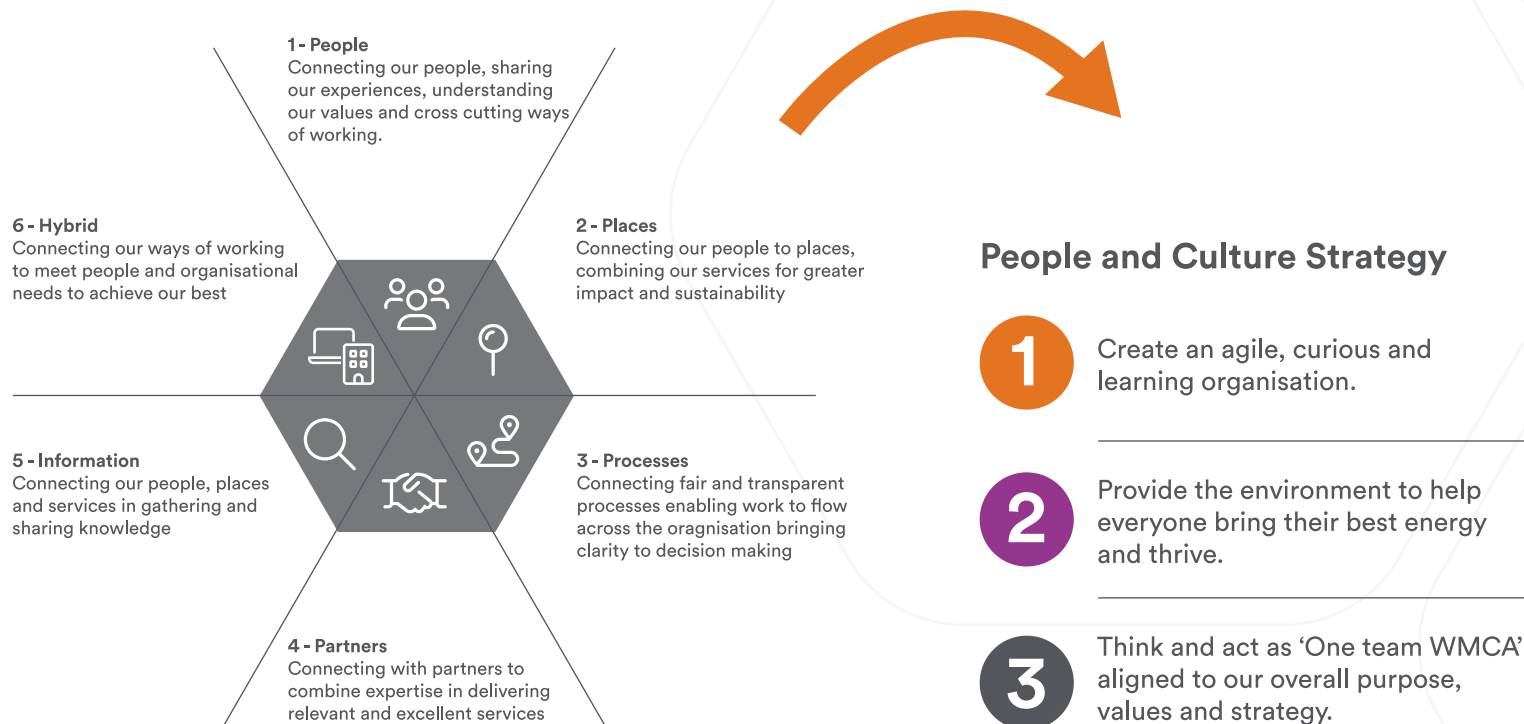 1 - People
Connecting our people, sharing
our experiences, understanding
our values and cross cutting ways
of working.
2 - Places
Connecting our people to places,
combining our services for greater
impact and sustainability
3 - Processes
Connecting fair and transparent
processes enabling work to flow
across the oragnisation bringing
clarity to decision making
4 - Partners
Connecting with partners to
combine expertise in delivering
relevant and excellent services
5 - Information
Connecting our people, places
and services in gathering and
sharing knowledge
6 - Hybrid
Connecting our ways of working
to meet people and organisational
needs to achieve our best
People and Culture Strategy
1
Create an agile, curious and
learning organisation.
2
Provide the environment to help
everyone bring their best energy
and thrive.
3
Think and act as ‘One team WMCA’
aligned to our overall purpose,
values and strategy.